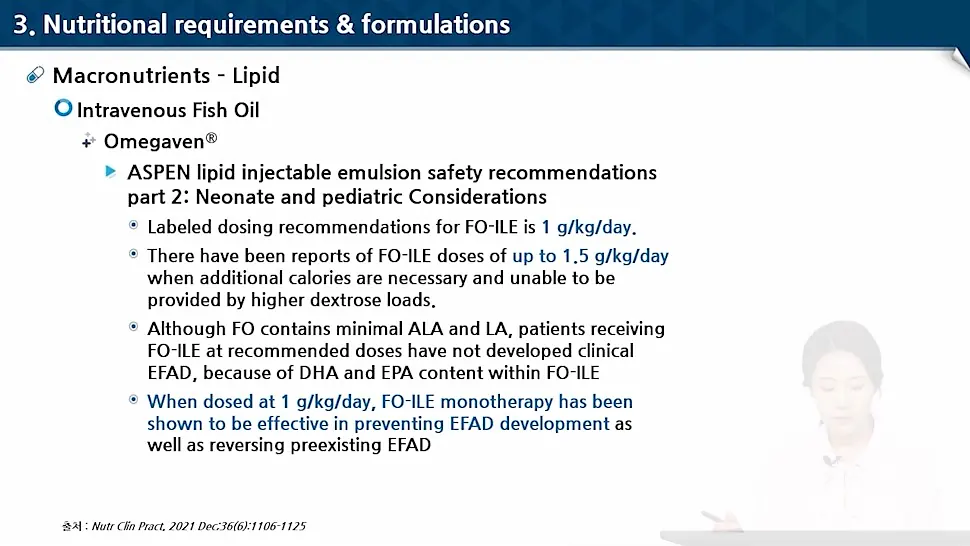 3. Nutritional requirements & formulations
Macronutrients - Lipid
Intravenous Fish Oil
Omegaven®
ASPEN lipid injectable emulsion safety recommendations
part 2: Neonate and pediatric Considerations
Labeled dosing recommendations for FO-ILE is 1 g/kg/day.
There have been reports of FO-ILE doses of up to 1.5 g/kg/day
when additional calories are necessary and unable to be
provided by higher dextrose loads.
Although FO contains minimal ALA and LA, patients receiving
FO-ILE at recommended doses have not developed clinical
EFAD, because of DHA and EPA content within FO-ILE
When dosed at 1 g/kg/day, FO-ILE monotherapy has been
shown to be effective in preventing EFAD development as
well as reversing preexisting EFAD
출처 : Nutr Clin Pract. 2021 Dec;36(6):1106-1125